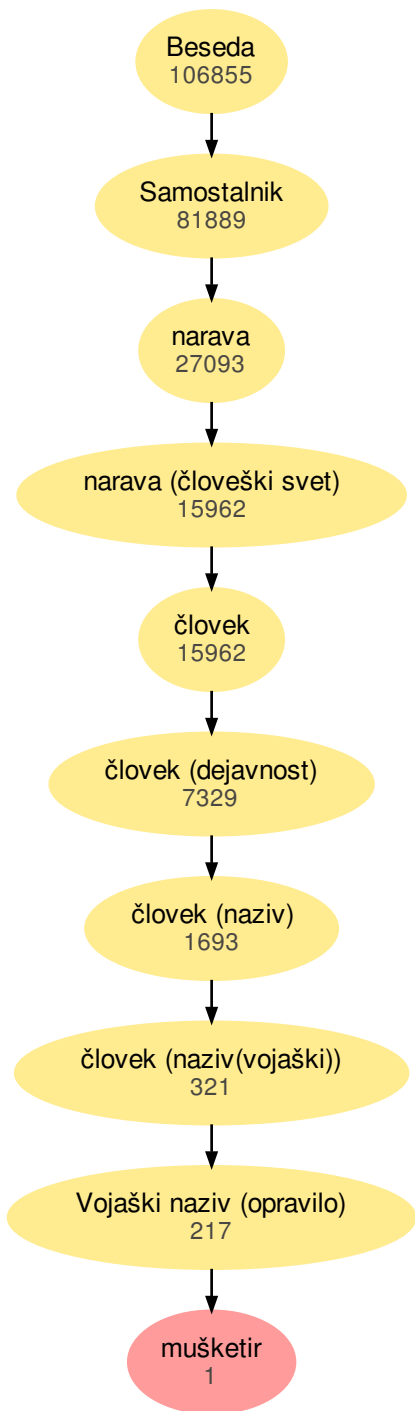 Beseda
106855
Samostalnik
81889
narava
27093
narava (človeški svet)
15962
človek
15962
človek (dejavnost)
7329
človek (naziv)
1693
človek (naziv(vojaški))
321
Vojaški naziv (opravilo)
217
mušketir
1